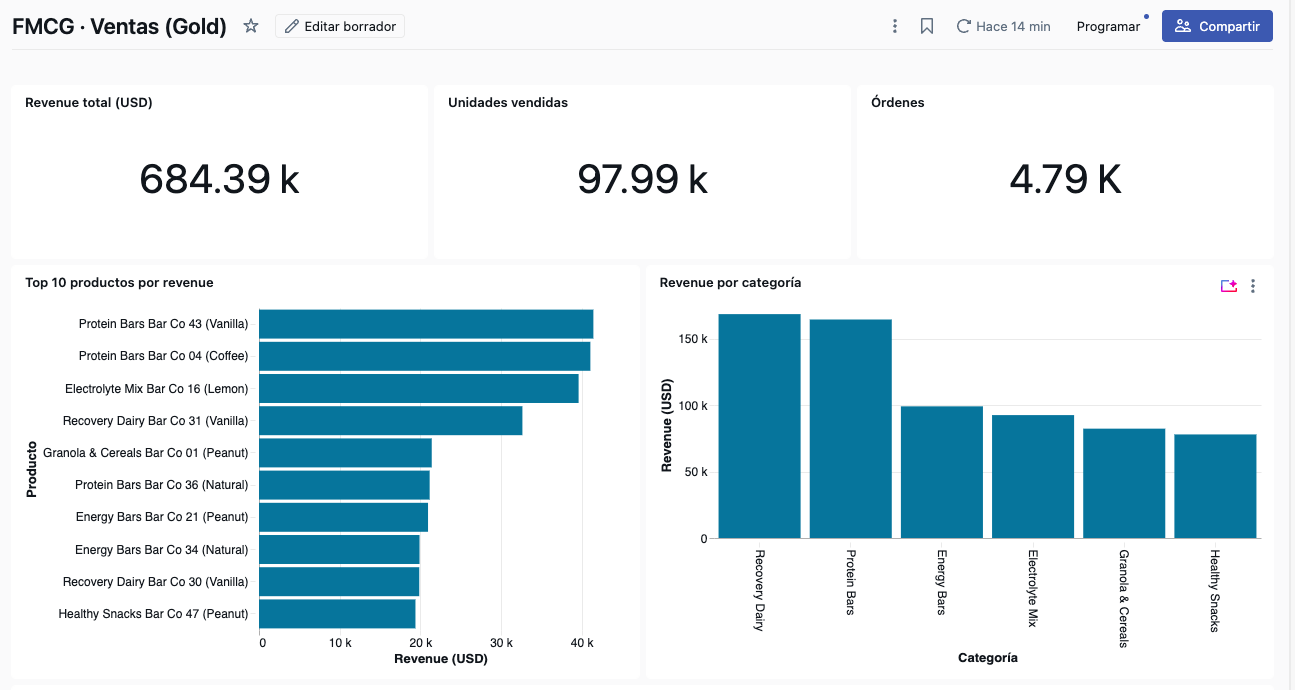 FMCG · Ventas (Gold)
Editar borrador
Hace 14 min
Programar
Compartir
Revenue total (USD)
684.39 k
Unidades vendidas
97.99 k
Órdenes
4.79 K
Top 10 productos por revenue
Producto
Protein Bars Bar Co 43 (Vanilla)
Protein Bars Bar Co 04 (Coffee)
Electrolyte Mix Bar Co 16 (Lemon)
Recovery Dairy Bar Co 31 (Vanilla)
Granola & Cereals Bar Co 01 (Peanut)
Protein Bars Bar Co 36 (Natural)
Energy Bars Bar Co 21 (Peanut)
Energy Bars Bar Co 34 (Natural)
Recovery Dairy Bar Co 30 (Vanilla)
Healthy Snacks Bar Co 47 (Peanut)
0 10 k 20 k 30 k 40 k
Revenue (USD)
Revenue por categoría
Revenue (USD)
150 k
100 k
50 k
0
Recovery Dairy
Protein Bars
Energy Bars
Electrolyte Mix
Granola & Cereals
Healthy Snacks
Categoría